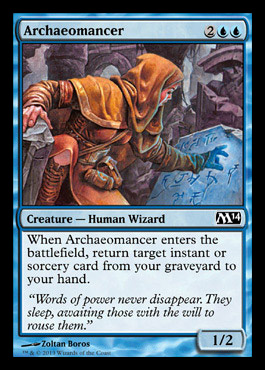 Archaeomancer 2
Creature — Human Wizard M14
When Archaeomancer enters the
battlefield, return target instant or
sorcery card from your graveyard to
your hand.
“Words of power never disappear. They
sleep, awaiting those with the will to
rouse them.”
1/2
Zoltan Boros
™ & © 2013 Wizards of the Coast